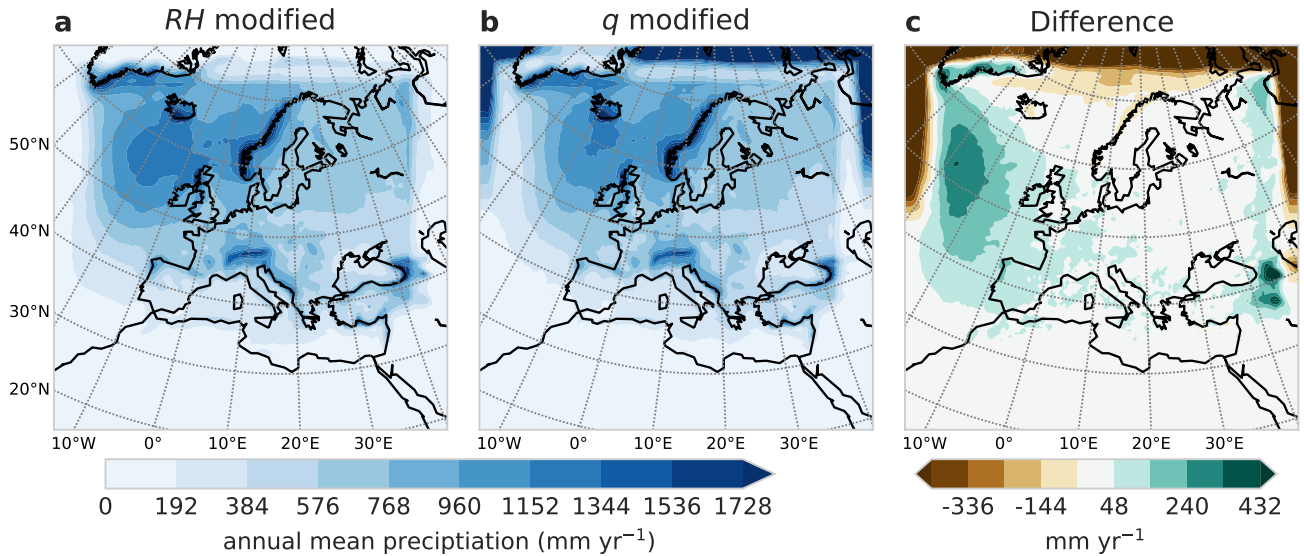 a RH modified
b q modified
c Difference
50°N
40°N
30°N
20°N
10°W 0° 10°E 20°E 30°E
10°W 0° 10°E 20°E 30°E
10°W 0° 10°E 20°E 30°E
0 192 384 576 768 960 1152 1344 1536 1728
annual mean preciptiation (mm yr⁻¹)
-336 -144 48 240 432
mm yr⁻¹